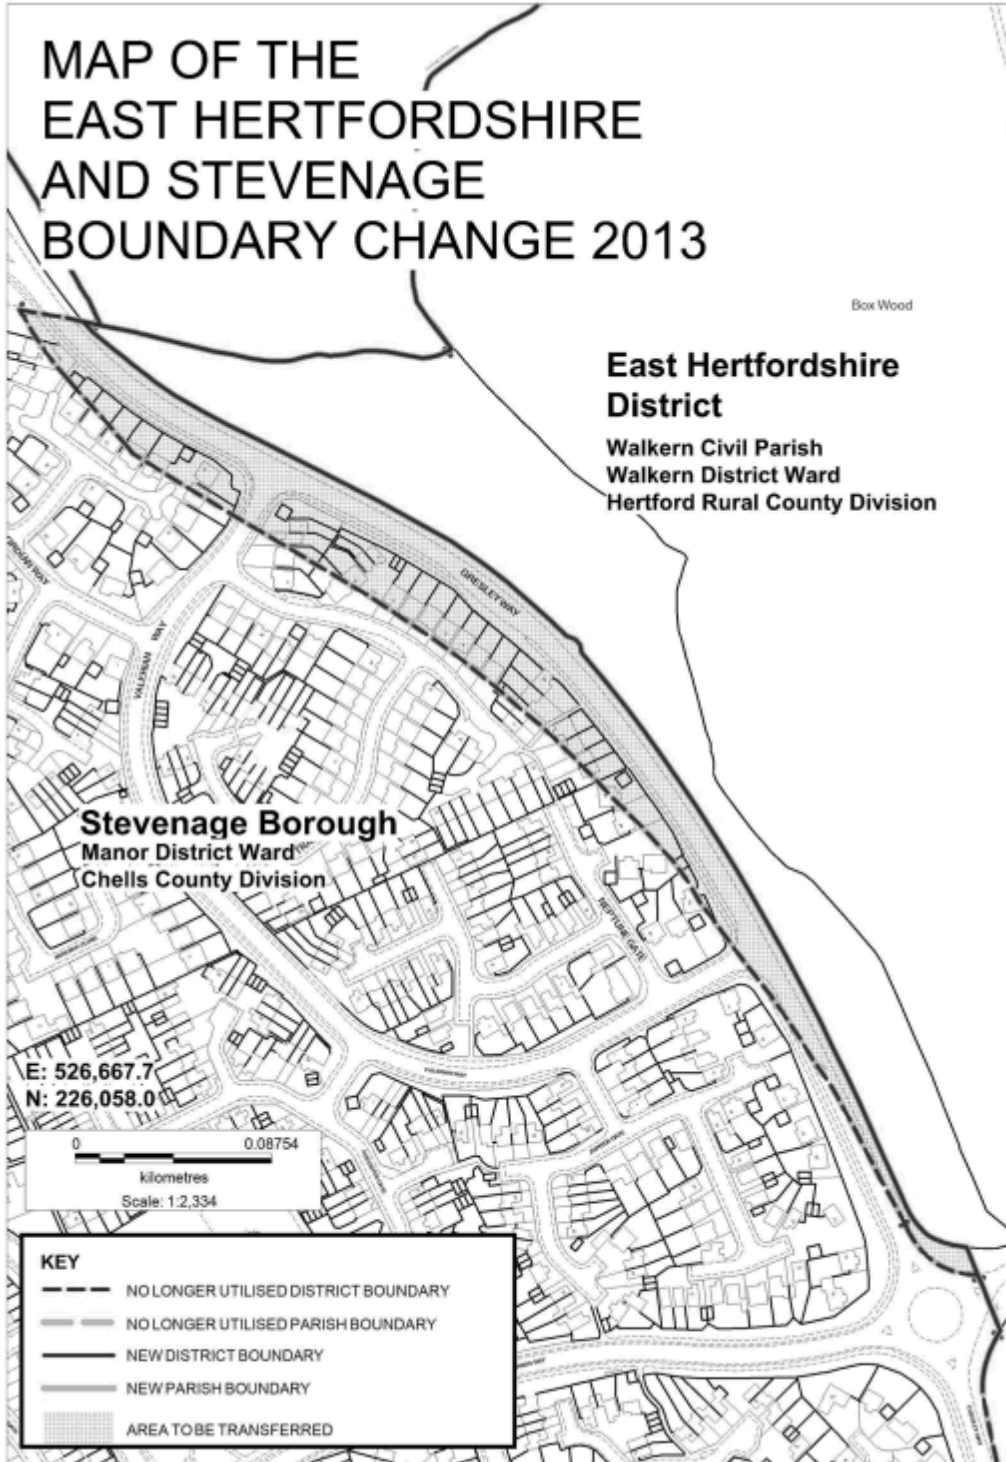 MAP OF THE
EAST HERTFORDSHIRE
AND STEVENAGE
BOUNDARY CHANGE 2013
Box Wood
East Hertfordshire
District
Walkern Civil Parish
Walkern District Ward
Hertford Rural County Division
GRESLEY WAY
VALERIAN WAY
Stevenage Borough
Manor District Ward
Chells County Division
NEPTUNE GATE
E: 526,667.7
N: 226,058.0
0 0.08754
kilometres
Scale: 1:2,334
KEY
NO LONGER UTILISED DISTRICT BOUNDARY
NO LONGER UTILISED PARISH BOUNDARY
NEW DISTRICT BOUNDARY
NEW PARISH BOUNDARY
AREA TO BE TRANSFERRED